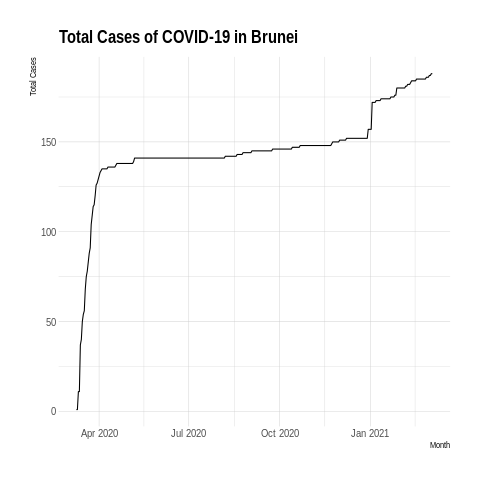 Total Cases of COVID-19 in Brunei
Total Cases
150
100
50
0
Apr 2020 Jul 2020 Oct 2020 Jan 2021
Month